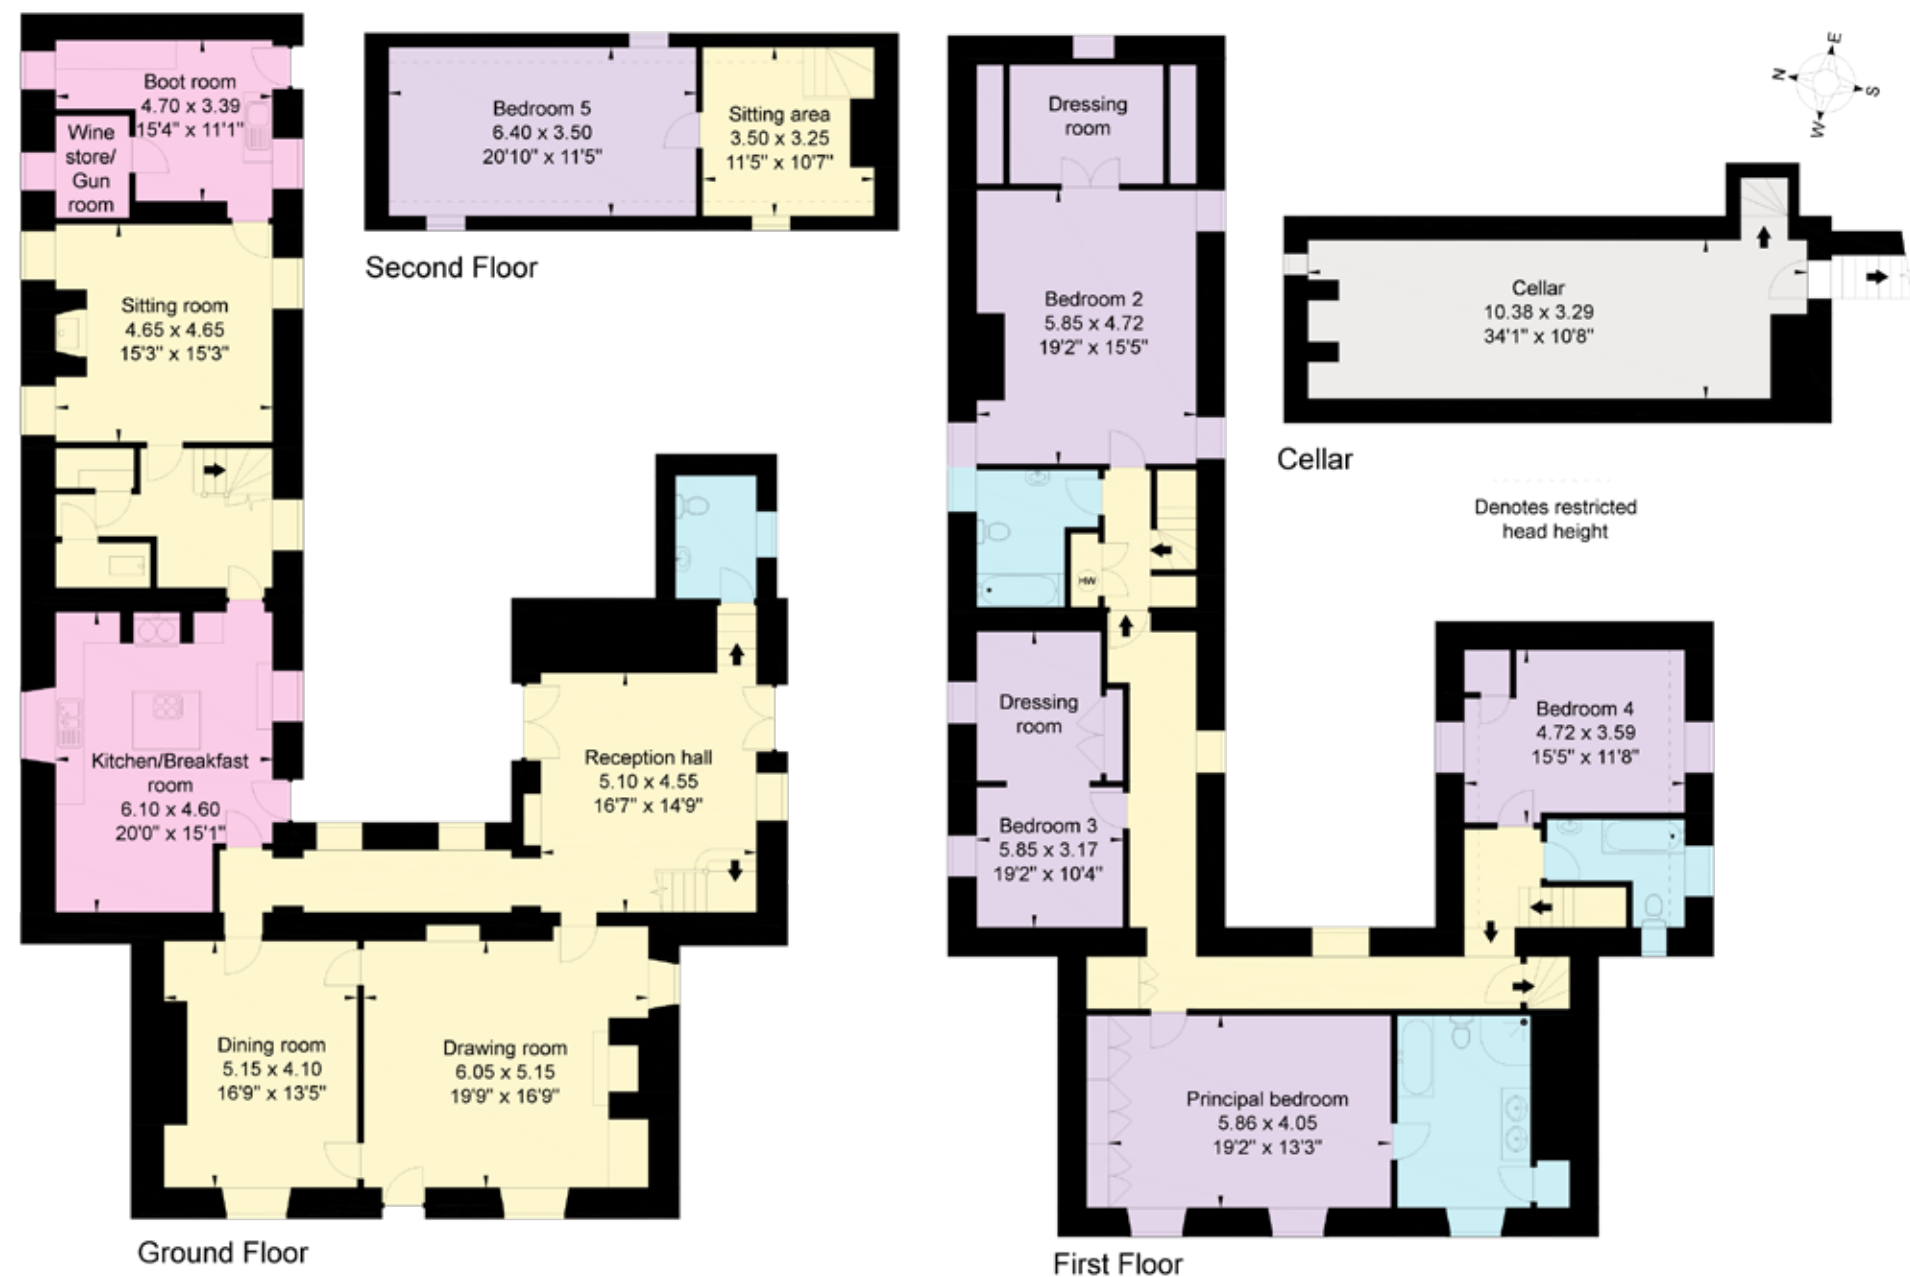 Boot room
4.70 x 3.39
15'4" x 11'1"
Wine
store/
Gun
room
Sitting room
4.65 x 4.65
15'3" x 15'3"
Kitchen/Breakfast
room
6.10 x 4.60
20'0" x 15'1"
Reception hall
5.10 x 4.55
16'7" x 14'9"
Dining room
5.15 x 4.10
16'9" x 13'5"
Drawing room
6.05 x 5.15
19'9" x 16'9"
Ground Floor
Bedroom 5
6.40 x 3.50
20'10" x 11'5"
Sitting area
3.50 x 3.25
11'5" x 10'7"
Second Floor
Dressing
room
Bedroom 2
5.85 x 4.72
19'2" x 15'5"
HW
Dressing
room
Bedroom 3
5.85 x 3.17
19'2" x 10'4"
Bedroom 4
4.72 x 3.59
15'5" x 11'8"
Principal bedroom
5.86 x 4.05
19'2" x 13'3"
First Floor
E
N
S
W
Cellar
10.38 x 3.29
34'1" x 10'8"
Cellar
Denotes restricted
head height